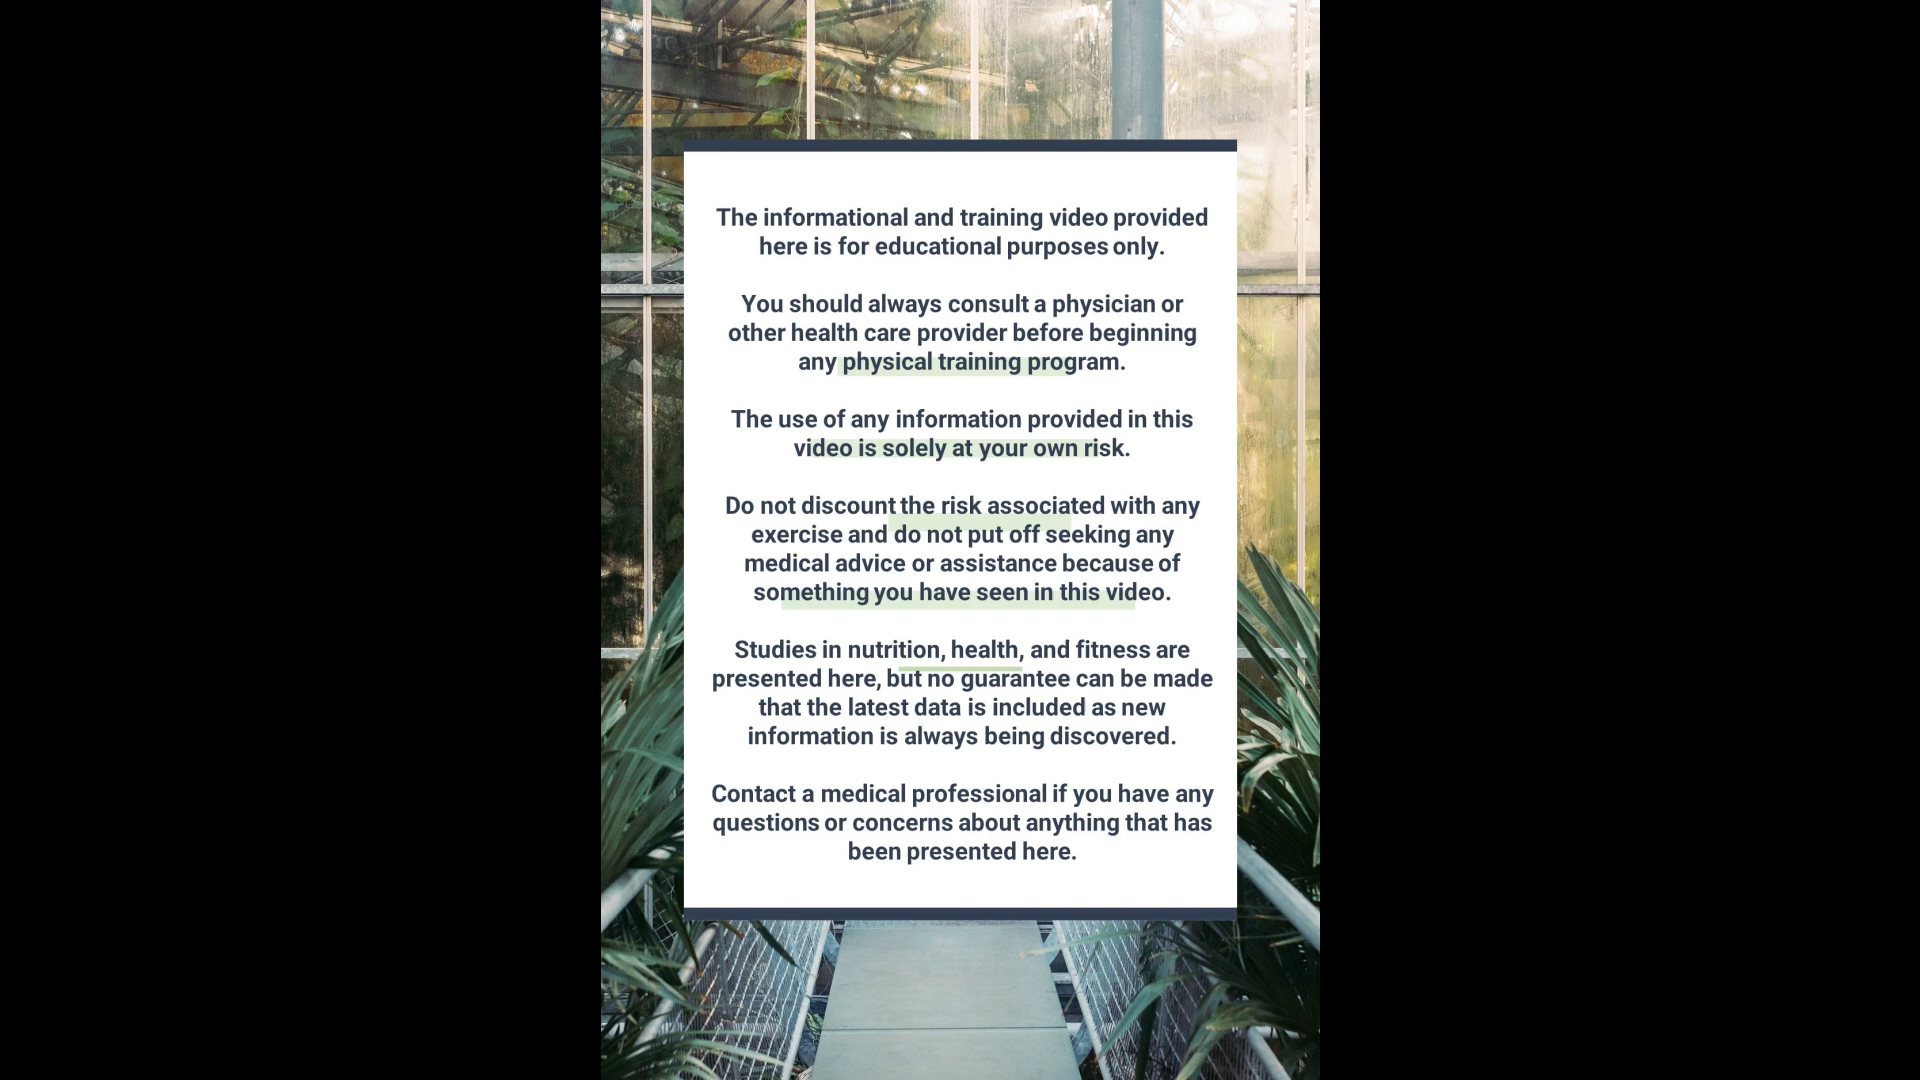 The informational and training video provided
here is for educational purposes only.
You should always consult a physician or
other health care provider before beginning
any physical training program.
The use of any information provided in this
video is solely at your own risk.
Do not discount the risk associated with any
exercise and do not put off seeking any
medical advice or assistance because of
something you have seen in this video.
Studies in nutrition, health, and fitness are
presented here, but no guarantee can be made
that the latest data is included as new
information is always being discovered.
Contact a medical professional if you have any
questions or concerns about anything that has
been presented here.